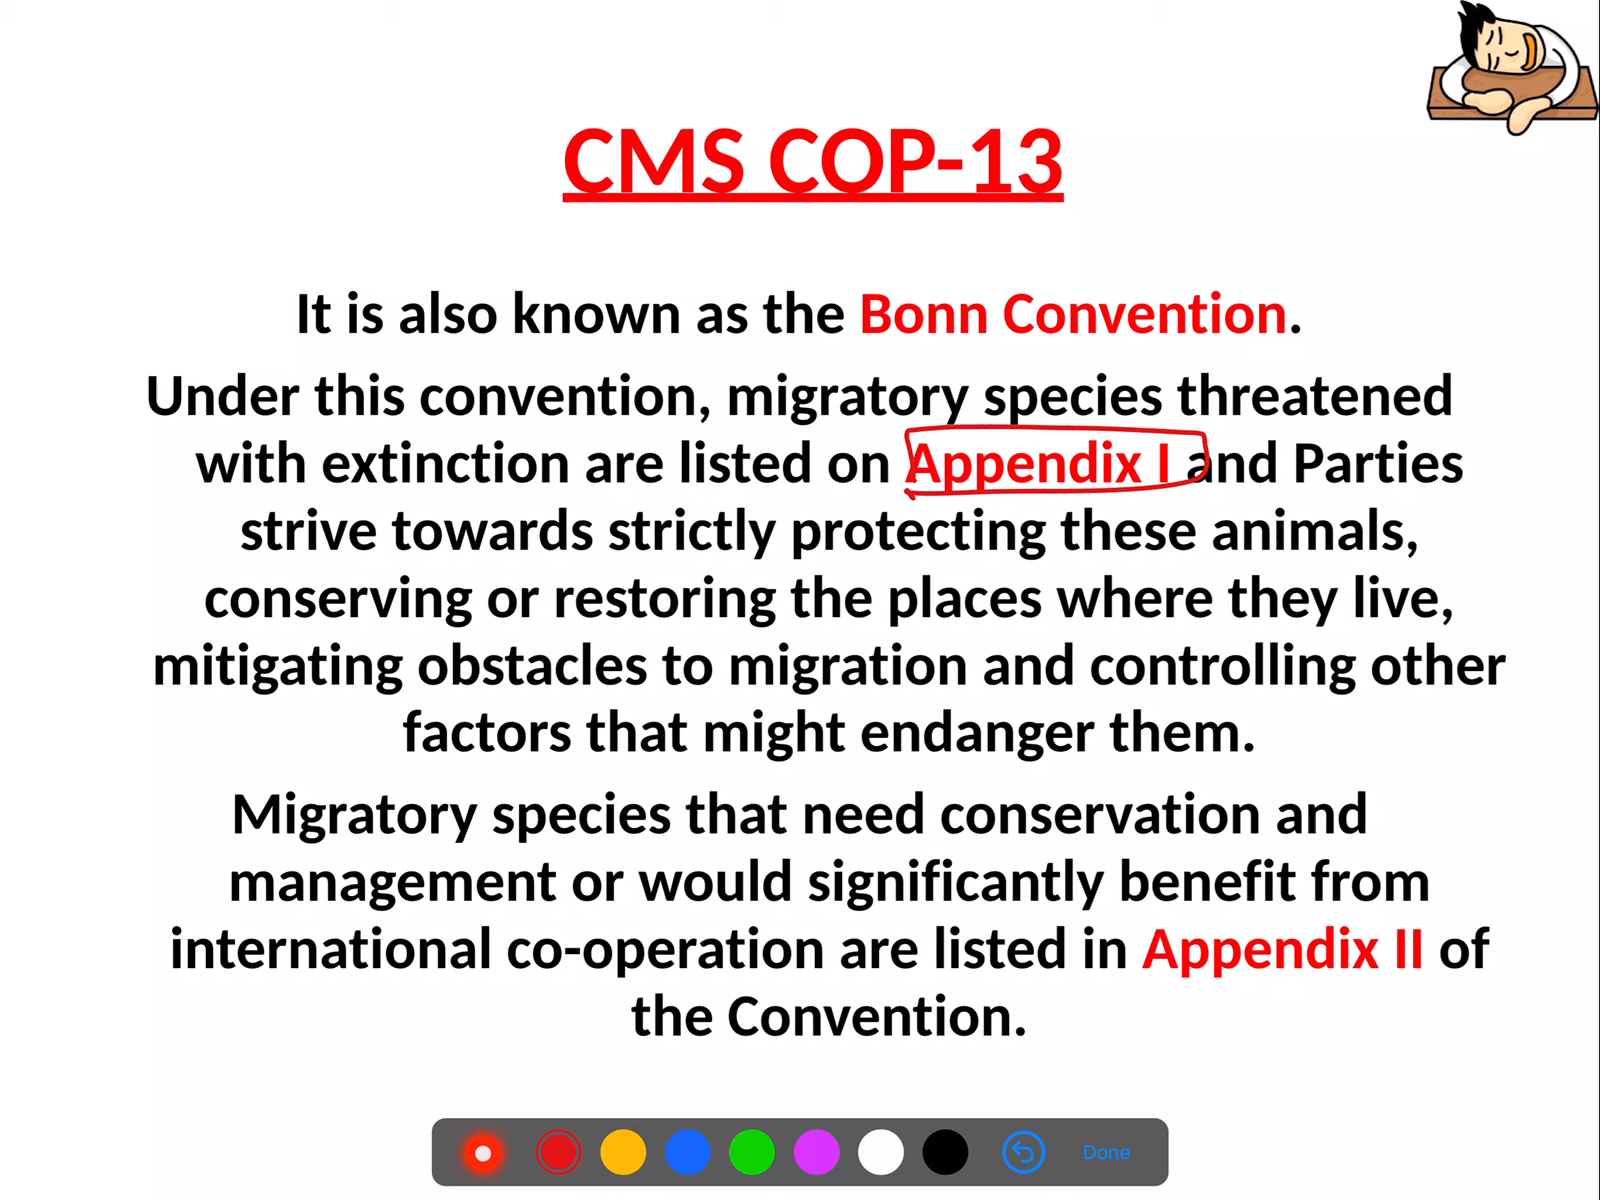 CMS COP-13
It is also known as the Bonn Convention.
Under this convention, migratory species threatened
with extinction are listed on Appendix I and Parties
strive towards strictly protecting these animals,
conserving or restoring the places where they live,
mitigating obstacles to migration and controlling other
factors that might endanger them.
Migratory species that need conservation and
management or would significantly benefit from
international co-operation are listed in Appendix II of
the Convention.
Done